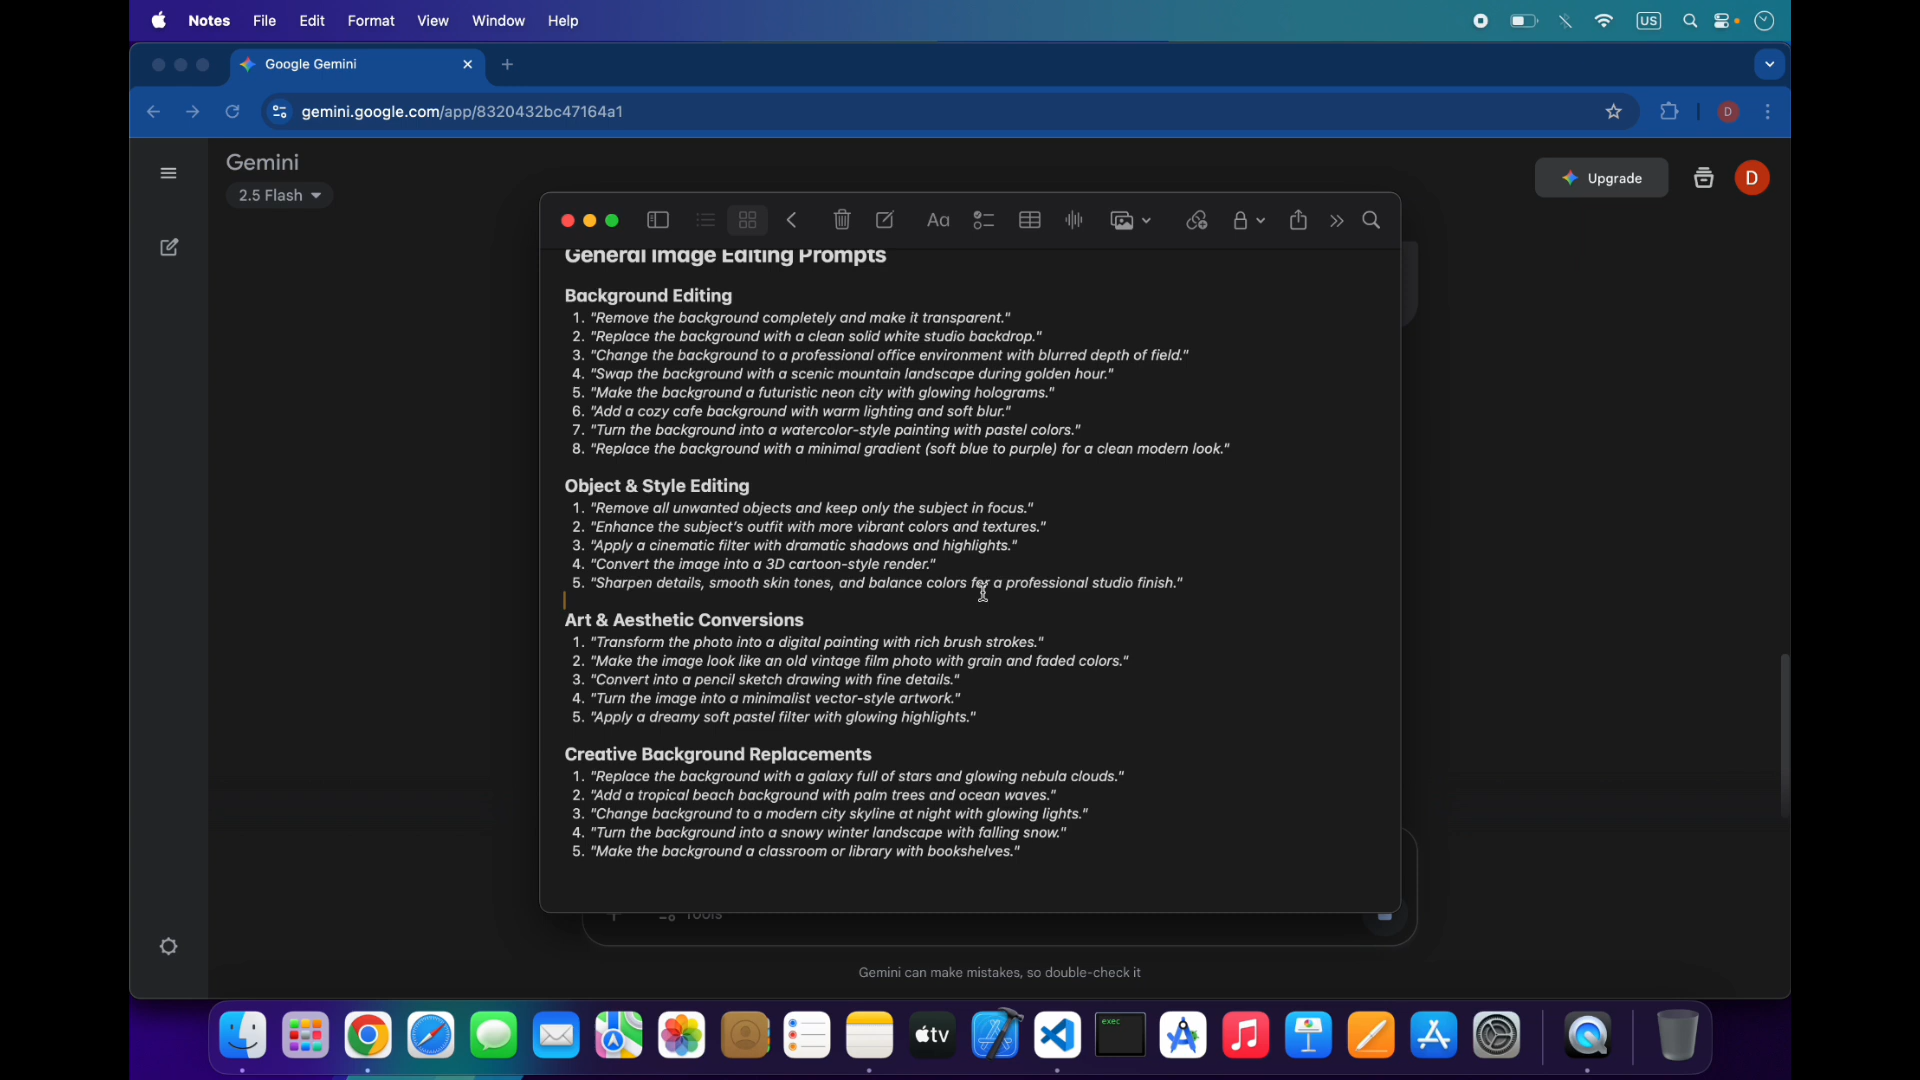 Notes File Edit Format View Window Help
US
Google Gemini
gemini.google.com/app/8320432bc47164a1
D
Gemini
Upgrade
D
2.5 Flash
Aa
General Image Editing Prompts
Background Editing
1. "Remove the background completely and make it transparent."
2. "Replace the background with a clean solid white studio backdrop."
3. "Change the background to a professional office environment with blurred depth of field."
4. "Swap the background with a scenic mountain landscape during golden hour."
5. "Make the background a futuristic neon city with glowing holograms."
6. "Add a cozy cafe background with warm lighting and soft blur."
7. "Turn the background into a watercolor-style painting with pastel colors."
8. "Replace the background with a minimal gradient (soft blue to purple) for a clean modern look."
Object & Style Editing
1. "Remove all unwanted objects and keep only the subject in focus."
2. "Enhance the subject's outfit with more vibrant colors and textures."
3. "Apply a cinematic filter with dramatic shadows and highlights."
4. "Convert the image into a 3D cartoon-style render."
5. "Sharpen details, smooth skin tones, and balance colors for a professional studio finish."
Art & Aesthetic Conversions
1. "Transform the photo into a digital painting with rich brush strokes."
2. "Make the image look like an old vintage film photo with grain and faded colors."
3. "Convert into a pencil sketch drawing with fine details."
4. "Turn the image into a minimalist vector-style artwork."
5. "Apply a dreamy soft pastel filter with glowing highlights."
Creative Background Replacements
1. "Replace the background with a galaxy full of stars and glowing nebula clouds."
2. "Add a tropical beach background with palm trees and ocean waves."
3. "Change background to a modern city skyline at night with glowing lights."
4. "Turn the background into a snowy winter landscape with falling snow."
5. "Make the background a classroom or library with bookshelves."
Tools
Gemini can make mistakes, so double-check it
tv
exec